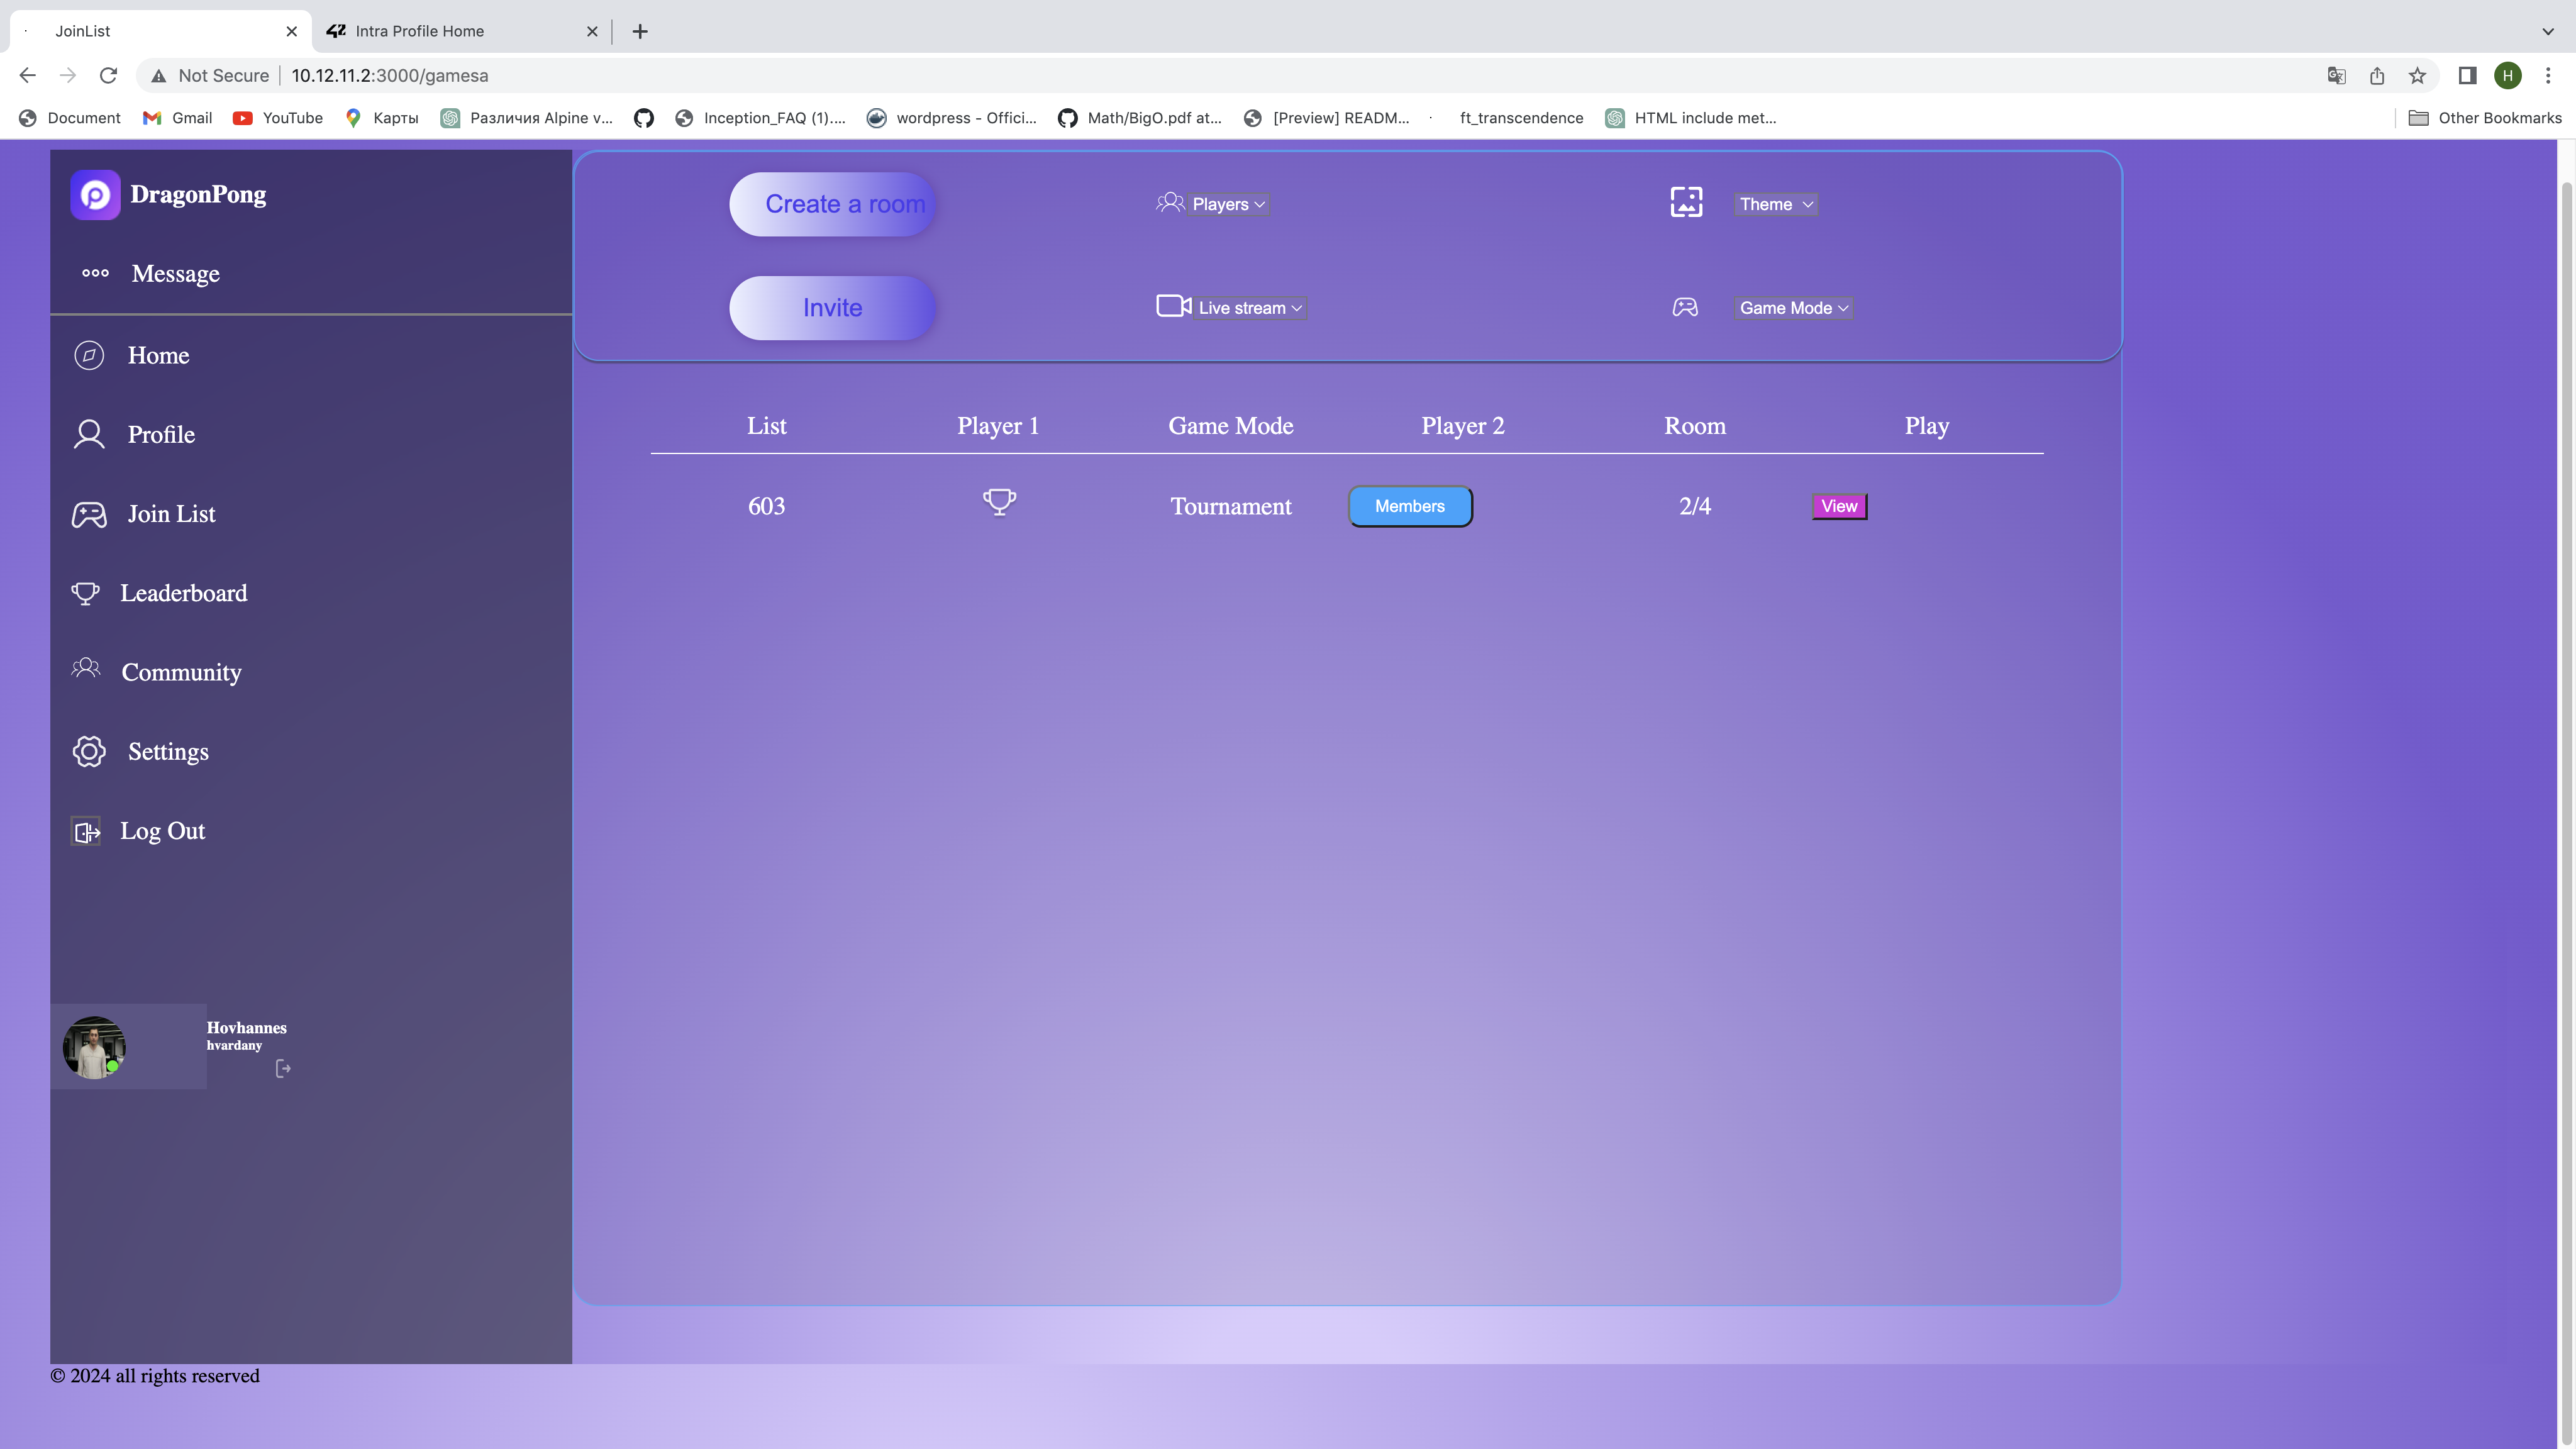 JoinList
42 Intra Profile Home
Not Secure 10.12.11.2:3000/gamesa
H
Document Gmail YouTube Карты Различия Alpine v... Inception_FAQ (1).... wordpress - Offici... Math/BigO.pdf at... [Preview] READM... ft_transcendence HTML include met... Other Bookmarks
DragonPong
Message
Home
Profile
Join List
Leaderboard
Community
Settings
Log Out
Hovhannes
hvardany
Create a room Players Theme
Invite Live stream Game Mode
List Player 1 Game Mode Player 2 Room Play
603 Tournament Members 2/4 View
© 2024 all rights reserved